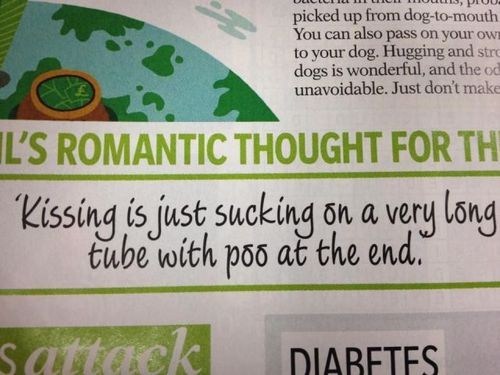 picked up from dog-to-mouth
You can also pass on your own
to your dog. Hugging and
dogs is wonderful, and the
unavoidable. Just don't make
L'S ROMANTIC THOUGHT FOR TH
'Kissing is just sucking on a very long
tube with poo at the end.'
s attack
DIABETES